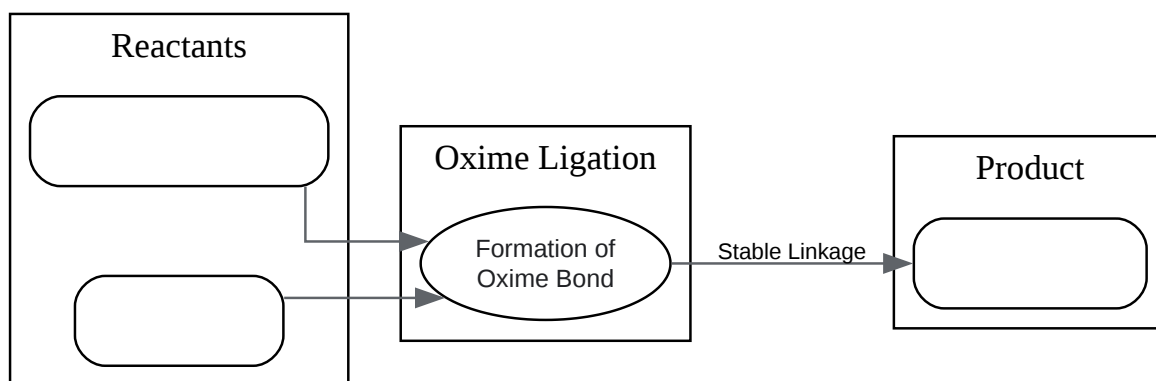 Reactants
Oxime Ligation
Formation of
Oxime Bond
Stable Linkage
Product